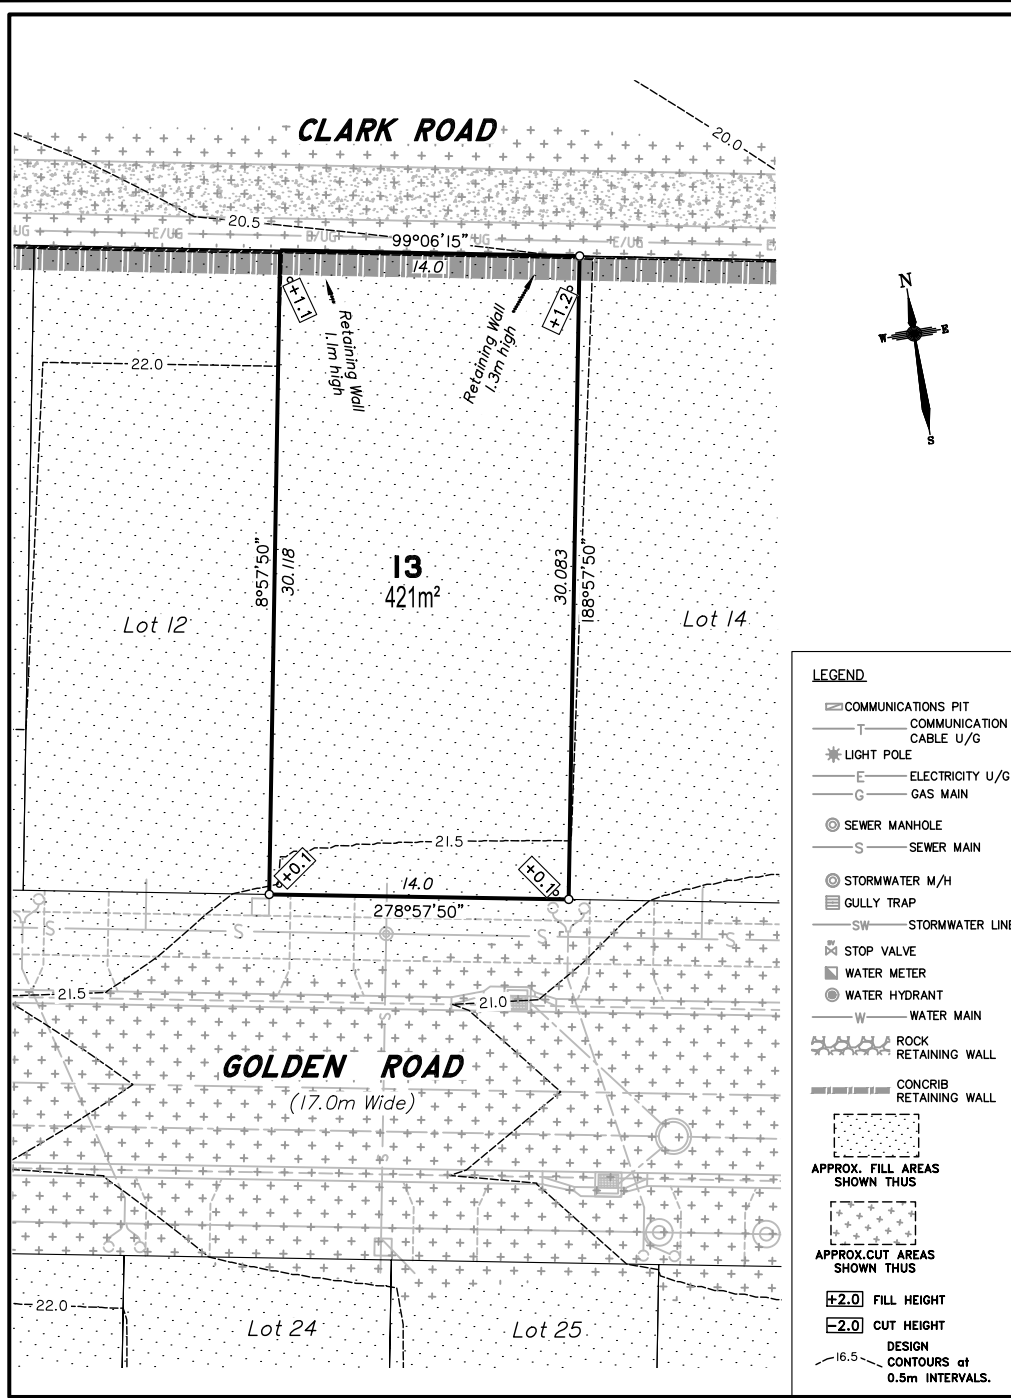 CLARK ROAD
20.0
20.5
UG
E/UG
E/UG
UG
E/UG
E
99°06'15"
14.0
+1.1
+1.2
Retaining Wall
1.1m high
Retaining Wall
1.3m high
N
W
E
S
22.0
8°57'50"
30.118
13
421m²
30.083
188°57'50"
Lot 12
Lot 14
21.5
+0.1
+0.1
14.0
278°57'50"
S
S
S
S
21.5
21.0
S
GOLDEN ROAD
(17.0m Wide)
S
22.0
Lot 24
Lot 25
LEGEND
COMMUNICATIONS PIT
T
COMMUNICATION
CABLE U/G
LIGHT POLE
E
ELECTRICITY U/G
G
GAS MAIN
SEWER MANHOLE
S
SEWER MAIN
STORMWATER M/H
GULLY TRAP
SW
STORMWATER LINE
SV
STOP VALVE
WATER METER
WATER HYDRANT
W
WATER MAIN
ROCK
RETAINING WALL
CONCRIB
RETAINING WALL
APPROX. FILL AREAS
SHOWN THUS
APPROX.CUT AREAS
SHOWN THUS
+2.0 FILL HEIGHT
-2.0 CUT HEIGHT
16.5
DESIGN
CONTOURS at
0.5m INTERVALS.